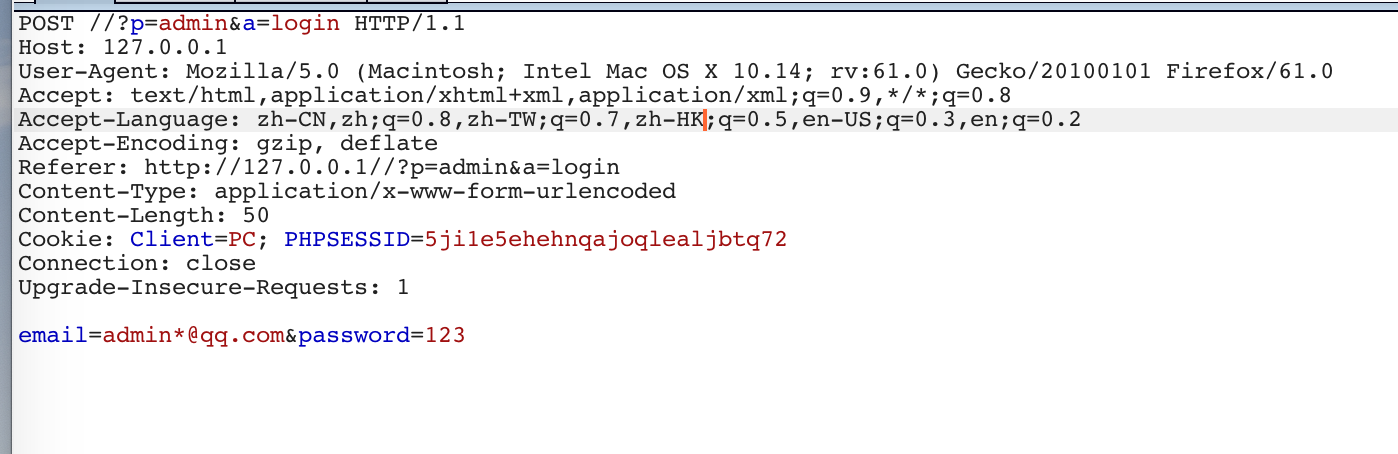 POST //?p=admin&a=login HTTP/1.1
Host: 127.0.0.1
User-Agent: Mozilla/5.0 (Macintosh; Intel Mac OS X 10.14; rv:61.0) Gecko/20100101 Firefox/61.0
Accept: text/html,application/xhtml+xml,application/xml;q=0.9,*/*;q=0.8
Accept-Language: zh-CN,zh;q=0.8,zh-TW;q=0.7,zh-HK;q=0.5,en-US;q=0.3,en;q=0.2
Accept-Encoding: gzip, deflate
Referer: http://127.0.0.1//?p=admin&a=login
Content-Type: application/x-www-form-urlencoded
Content-Length: 50
Cookie: Client=PC; PHPSESSID=5ji1e5ehehnqajoqlealjbtq72
Connection: close
Upgrade-Insecure-Requests: 1
email=admin*@qq.com&password=123